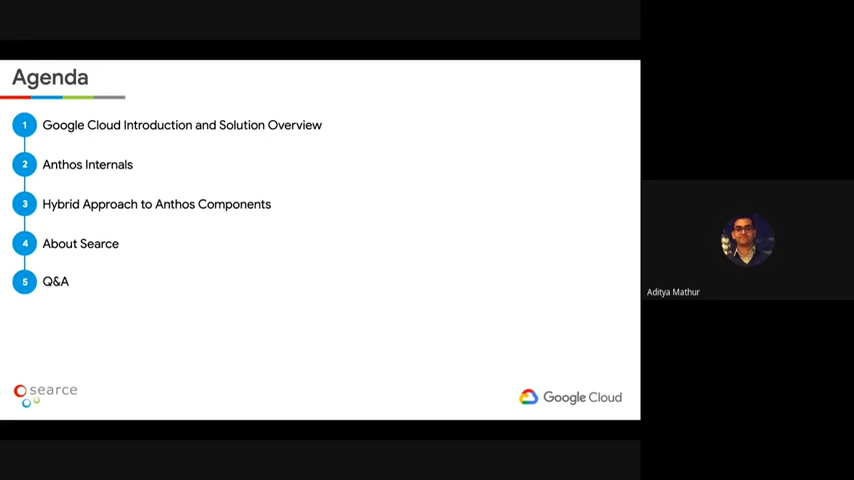 Agenda
1 Google Cloud Introduction and Solution Overview
2 Anthos Internals
3 Hybrid Approach to Anthos Components
4 About Searce
5 Q&A
searce
Google Cloud
Aditya Mathur